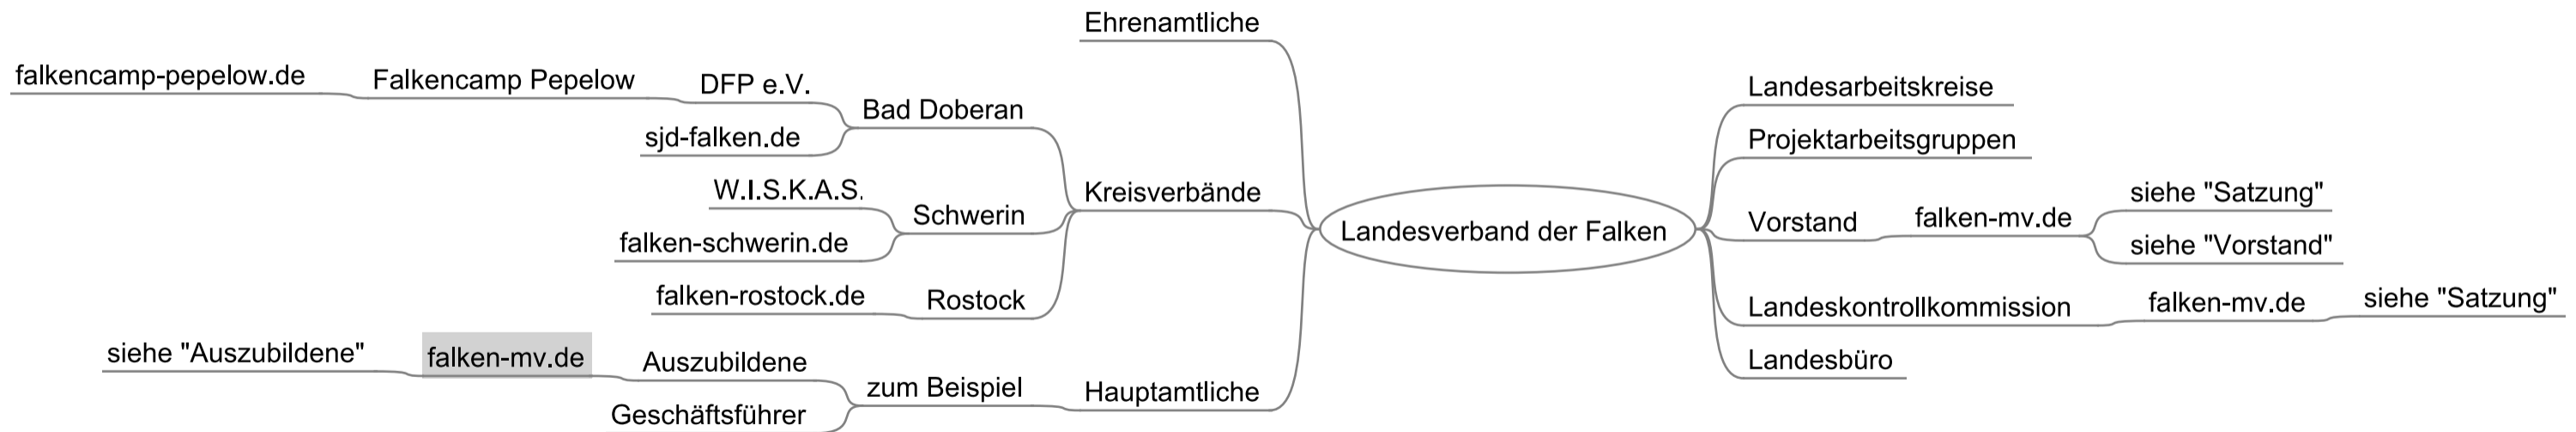 Ehrenamtliche
falkencamp-pepelow.de
Falkencamp Pepelow
DFP e.V.
Bad Doberan
sjd-falken.de
W.I.S.K.A.S.
Schwerin
falken-schwerin.de
Kreisverbände
falken-rostock.de
Rostock
siehe "Auszubildene"
falken-mv.de
Auszubildene
zum Beispiel
Geschäftsführer
Hauptamtliche
Landesverband der Falken
Landesarbeitskreise
Projektarbeitsgruppen
Vorstand
falken-mv.de
siehe "Satzung"
siehe "Vorstand"
Landeskontrollkommission
falken-mv.de
siehe "Satzung"
Landesbüro